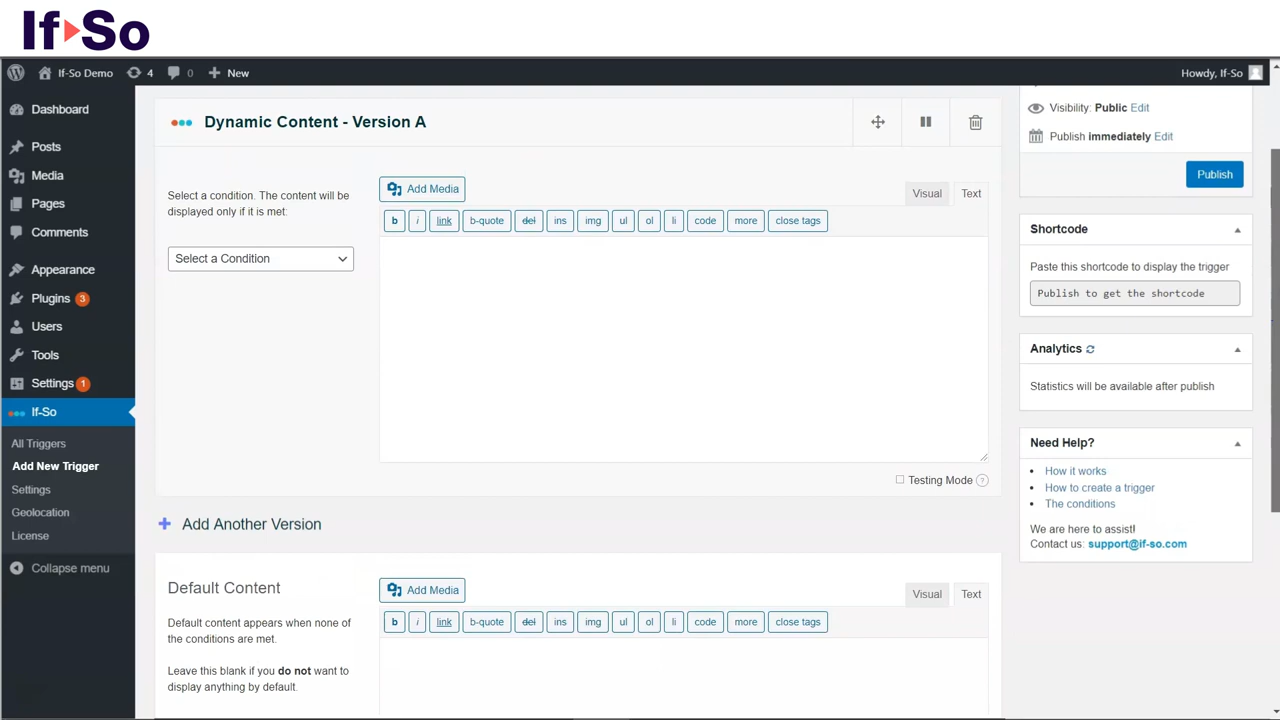 If So
If-So Demo
4
0
New
Howdy, If-So
Dashboard
Posts
Media
Pages
Comments
Appearance
Plugins 3
Users
Tools
Settings 1
If-So
All Triggers
Add New Trigger
Settings
Geolocation
License
Collapse menu
Dynamic Content - Version A
Select a condition. The content will be
displayed only if it is met:
Select a Condition
Add Media
Visual
Text
b
i
link
b-quote
del
ins
img
ul
ol
li
code
more
close tags
Testing Mode ?
Add Another Version
Default Content
Default content appears when none of
the conditions are met.
Leave this blank if you do not want to
display anything by default.
Add Media
Visual
Text
b
i
link
b-quote
del
ins
img
ul
ol
li
code
more
close tags
Visibility: Public Edit
Publish immediately Edit
Publish
Shortcode
Paste this shortcode to display the trigger
Publish to get the shortcode
Analytics
Statistics will be available after publish
Need Help?
How it works
How to create a trigger
The conditions
We are here to assist!
Contact us: support@if-so.com